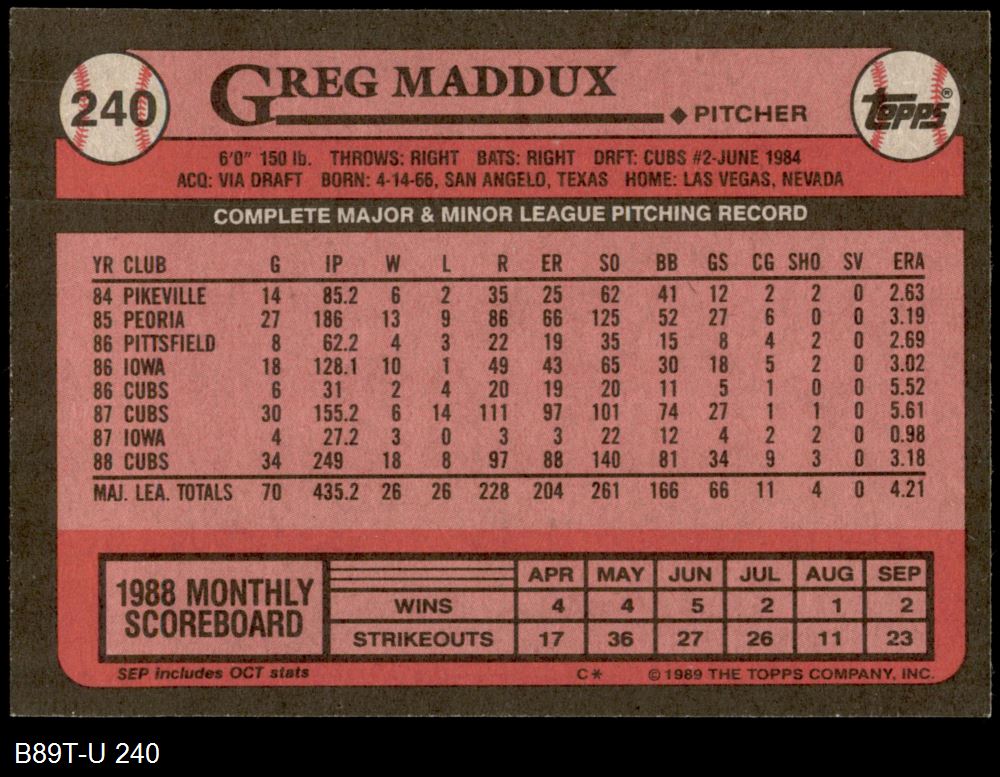 240
GREG MADDUX
PITCHER
TOPPS®
6'0" 150 lb. THROWS: RIGHT BATS: RIGHT DRFT: CUBS #2-JUNE 1984
ACQ: VIA DRAFT BORN: 4-14-66, SAN ANGELO, TEXAS HOME: LAS VEGAS, NEVADA
COMPLETE MAJOR & MINOR LEAGUE PITCHING RECORD
YR CLUB G IP W L R ER SO BB GS CG SHO SV ERA
84 PIKEVILLE 14 85.2 6 2 35 25 62 41 12 2 2 0 2.63
85 PEORIA 27 186 13 9 86 66 125 52 27 6 0 0 3.19
86 PITTSFIELD 8 62.2 4 3 22 19 35 15 8 4 2 0 2.69
86 IOWA 18 128.1 10 1 49 43 65 30 18 5 2 0 3.02
86 CUBS 6 31 2 4 20 19 20 11 5 1 0 0 5.52
87 CUBS 30 155.2 6 14 111 97 101 74 27 1 1 0 5.61
87 IOWA 4 27.2 3 0 3 3 22 12 4 2 2 0 0.98
88 CUBS 34 249 18 8 97 88 140 81 34 9 3 0 3.18
MAJ. LEA. TOTALS 70 435.2 26 26 228 204 261 166 66 11 4 0 4.21
1988 MONTHLY SCOREBOARD
APR MAY JUN JUL AUG SEP
WINS 4 4 5 2 1 2
STRIKEOUTS 17 36 27 26 11 23
SEP includes OCT stats C* ©1989 THE TOPPS COMPANY, INC.
B89T-U 240